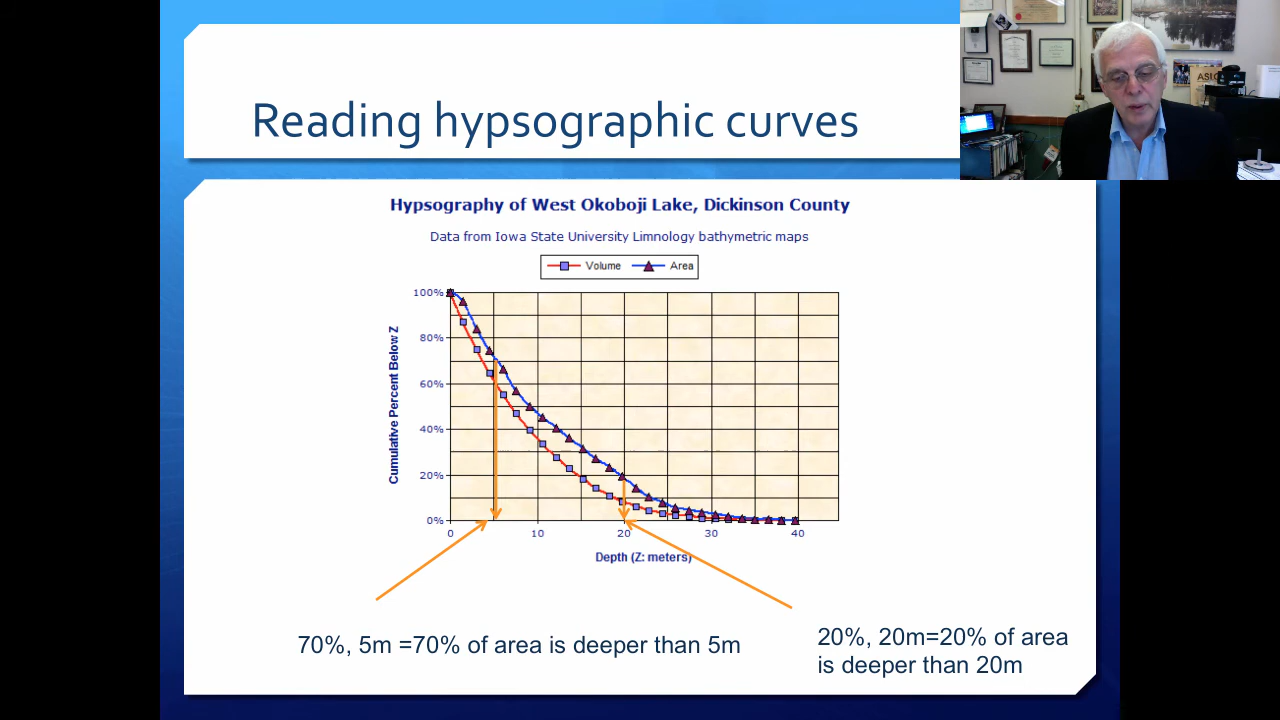 Reading hypsographic curves
ASIC
Hypsography of West Okoboji Lake, Dickinson County
Data from Iowa State University Limnology bathymetric maps
Volume Area
Cumulative Percent Below Z
100%
80%
60%
40%
20%
0%
0 10 20 30 40
Depth (Z: meters)
70%, 5m =70% of area is deeper than 5m
20%, 20m=20% of area
is deeper than 20m